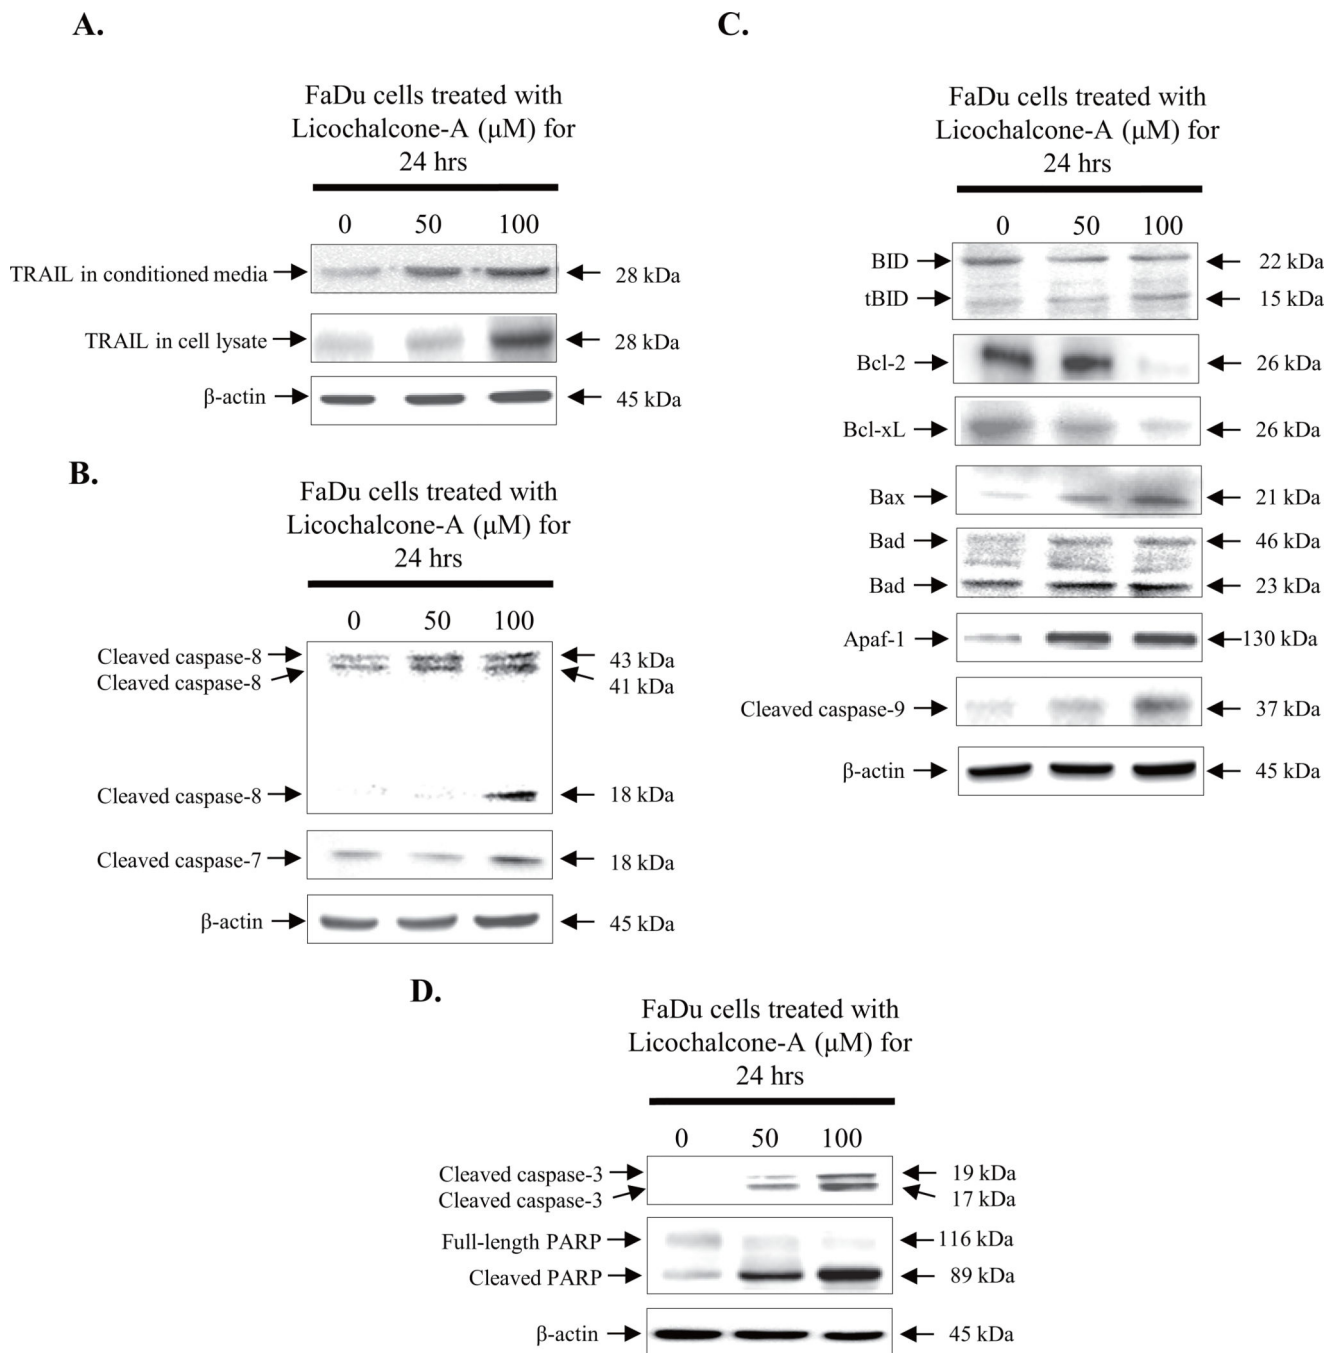 A.
FaDu cells treated with
Licochalcone-A (μM) for
24 hrs
0 50 100
TRAIL in conditioned media 28 kDa
TRAIL in cell lysate 28 kDa
β-actin 45 kDa
B.
FaDu cells treated with
Licochalcone-A (μM) for
24 hrs
0 50 100
Cleaved caspase-8 43 kDa
Cleaved caspase-8 41 kDa
Cleaved caspase-8 18 kDa
Cleaved caspase-7 18 kDa
β-actin 45 kDa
C.
FaDu cells treated with
Licochalcone-A (μM) for
24 hrs
0 50 100
BID 22 kDa
tBID 15 kDa
Bcl-2 26 kDa
Bcl-xL 26 kDa
Bax 21 kDa
Bad 46 kDa
Bad 23 kDa
Apaf-1 130 kDa
Cleaved caspase-9 37 kDa
β-actin 45 kDa
D.
FaDu cells treated with
Licochalcone-A (μM) for
24 hrs
0 50 100
Cleaved caspase-3 19 kDa
Cleaved caspase-3 17 kDa
Full-length PARP 116 kDa
Cleaved PARP 89 kDa
β-actin 45 kDa